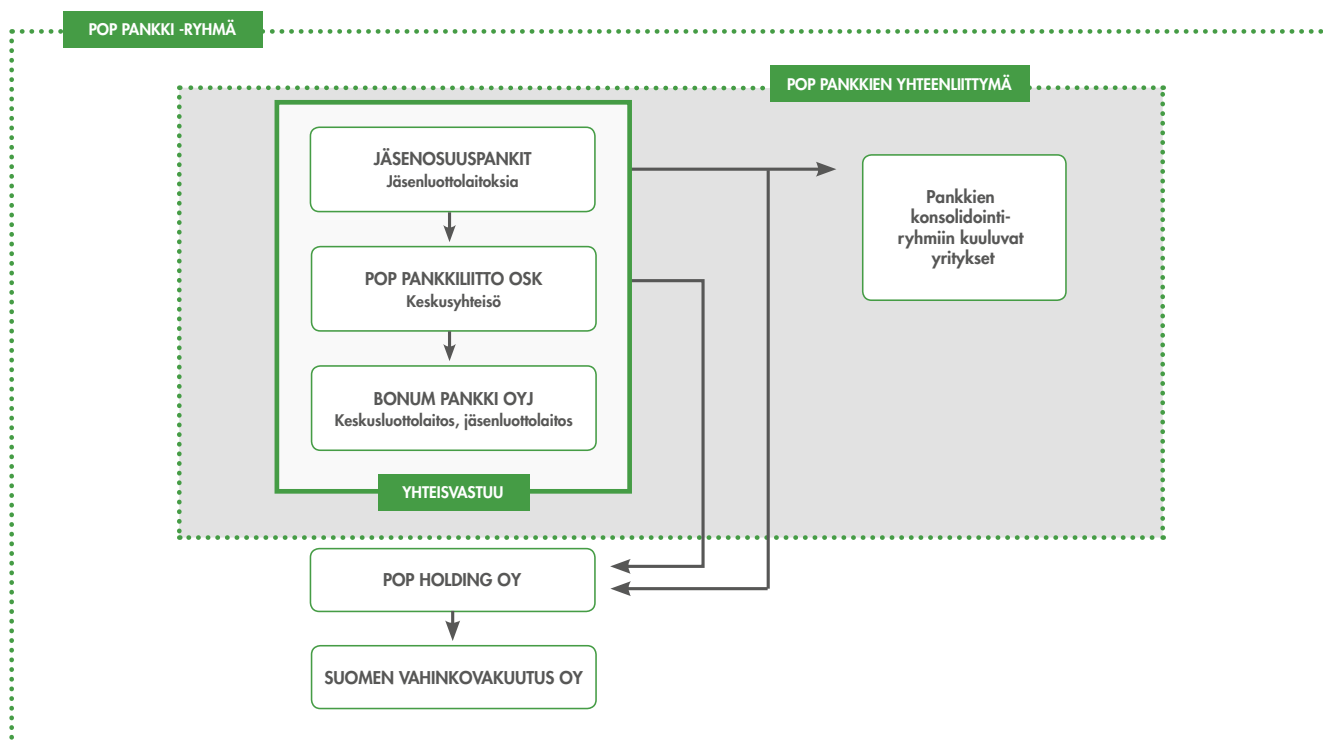 POP PANKKI -RYHMÄ
POP PANKKIEN YHTEENLIITTYMÄ
JÄSENOSUUSPANKIT
Jäsenluottolaitoksia
POP PANKKILIITTO OSK
Keskusyhteisö
BONUM PANKKI OYJ
Keskusluottolaitos, jäsenluottolaitos
YHTEISVASTUU
Pankkien
konsolidointi-
ryhmiin kuuluvat
yritykset
POP HOLDING OY
SUOMEN VAHINKOVAKUUTUS OY